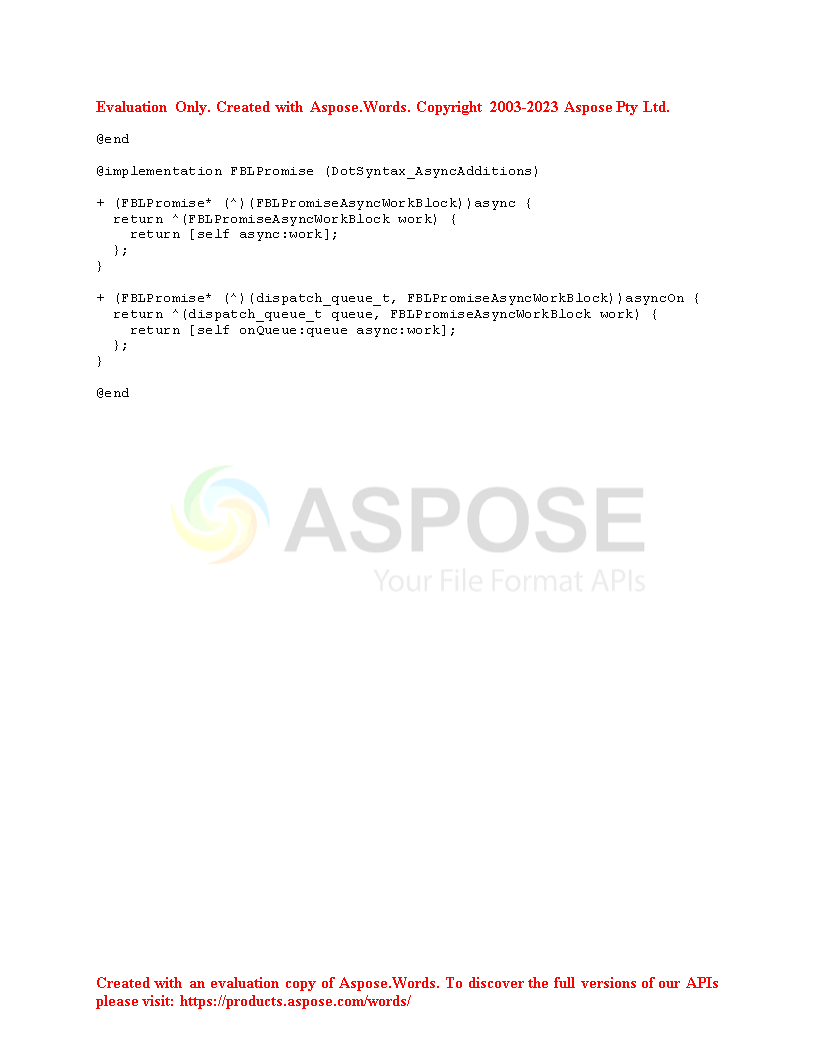 Evaluation Only. Created with Aspose.Words. Copyright 2003-2023 Aspose Pty Ltd.
@end
@implementation FBLPromise (DotSyntax_AsyncAdditions)
+ (FBLPromise* (^)(FBLPromiseAsyncWorkBlock))async {
  return ^(FBLPromiseAsyncWorkBlock work) {
    return [self async:work];
  };
}
+ (FBLPromise* (^)(dispatch_queue_t, FBLPromiseAsyncWorkBlock))asyncOn {
  return ^(dispatch_queue_t queue, FBLPromiseAsyncWorkBlock work) {
    return [self onQueue:queue async:work];
  };
}
@end
ASPOSE
Your File Format APIs
Created with an evaluation copy of Aspose.Words. To discover the full versions of our APIs
please visit: https://products.aspose.com/words/